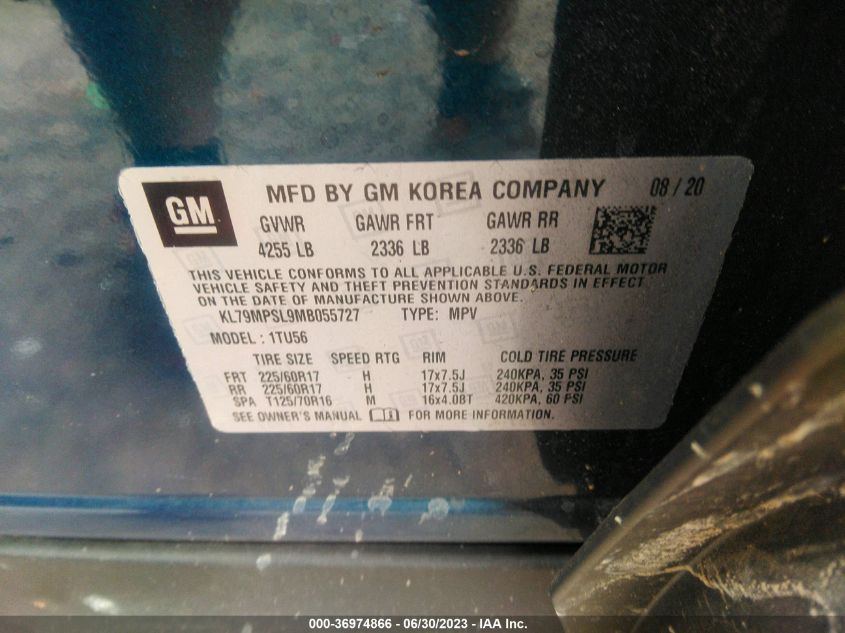 GM MFD BY GM KOREA COMPANY 08 / 20
GVWR GAWR FRT GAWR RR
4255 LB 2336 LB 2336 LB
THIS VEHICLE CONFORMS TO ALL APPLICABLE U.S. FEDERAL MOTOR
VEHICLE SAFETY AND THEFT PREVENTION STANDARDS IN EFFECT
ON THE DATE OF MANUFACTURE SHOWN ABOVE.
KL79MPSL9MB055727 TYPE: MPV
MODEL : 1TU56
TIRE SIZE SPEED RTG RIM COLD TIRE PRESSURE
FRT 225/60R17 H 17x7.5J 240KPA, 35 PSI
RR 225/60R17 H 17x7.5J 240KPA, 35 PSI
SPA T125/70R16 M 16x4.0BT 420KPA, 60 PSI
SEE OWNER'S MANUAL FOR MORE INFORMATION.
000-36974866 - 06/30/2023 - IAA Inc.